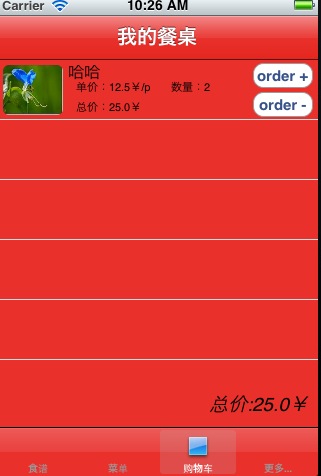 Carrier 10:26 AM
我的餐桌
哈哈
单价：12.5￥/p 数量：2
总价：25.0￥
order +
order -
总价:25.0￥
食谱 菜单 购物车 更多...